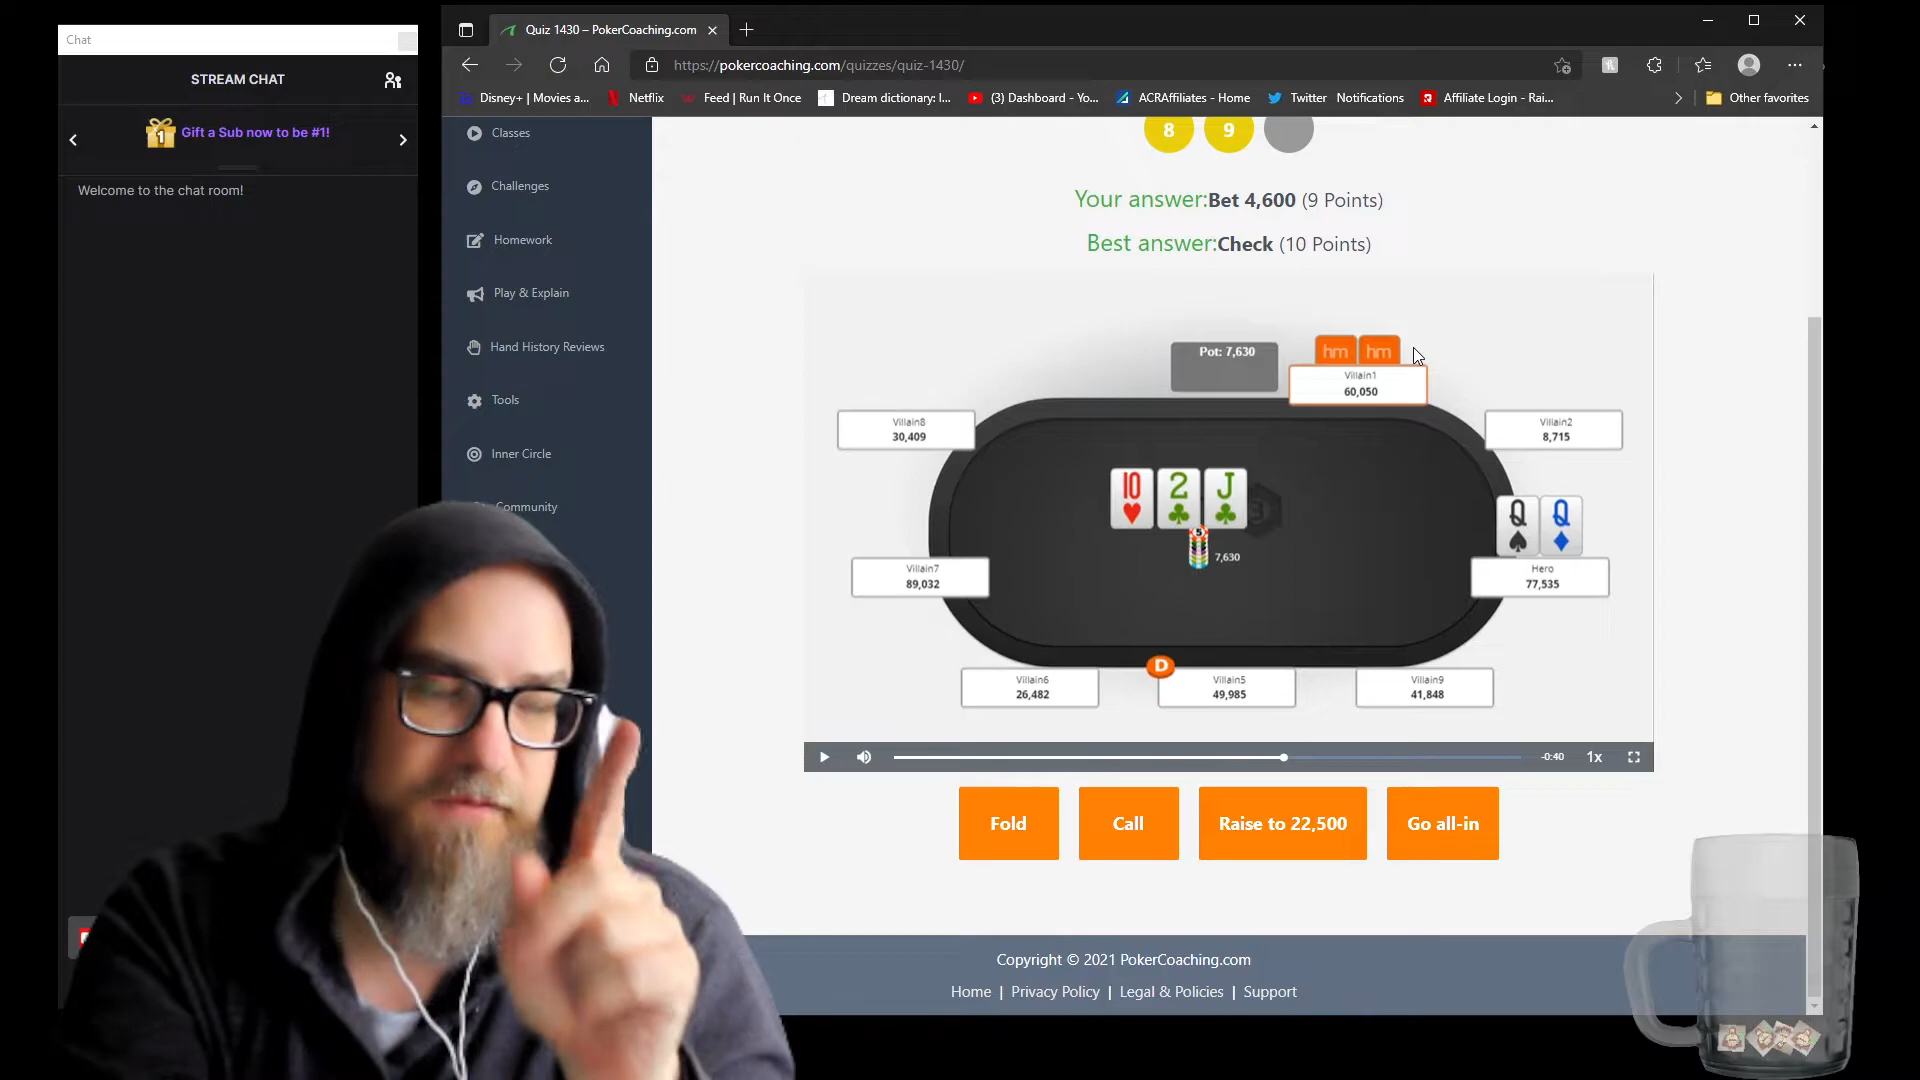 Chat
STREAM CHAT
1 Gift a Sub now to be #1!
Welcome to the chat room!
Quiz 1430 – PokerCoaching.com
https://pokercoaching.com/quizzes/quiz-1430/
Disney+ | Movies a...
Netflix
Feed | Run It Once
Dream dictionary: I...
(3) Dashboard - Yo...
ACRAffiliates - Home
Twitter
Notifications
Affiliate Login - Rai...
Other favorites
Classes
Challenges
Homework
Play & Explain
Hand History Reviews
Tools
Inner Circle
Community
8 9
Your answer:Bet 4,600 (9 Points)
Best answer:Check (10 Points)
Pot: 7,630
hm hm
Villain1
60,050
Villain8
30,409
Villain2
8,715
10 2 J
5
7,630
Q Q
Villain7
89,032
Hero
77,535
D
Villain6
26,482
Villain5
49,985
Villain9
41,848
-0:40
1x
Fold
Call
Raise to 22,500
Go all-in
Copyright © 2021 PokerCoaching.com
Home | Privacy Policy | Legal & Policies | Support